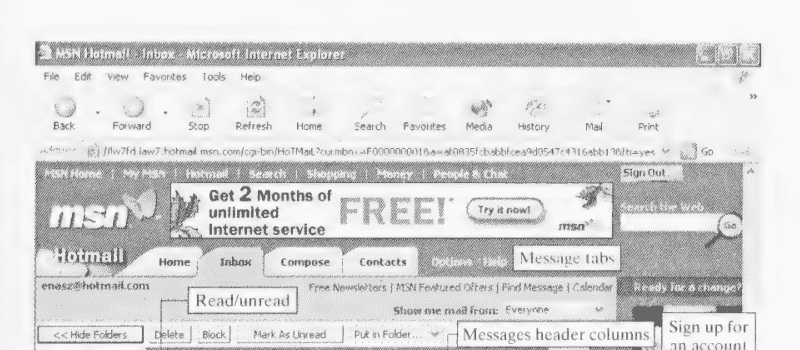 MSN Hotmail - Inbox - Microsoft Internet Explorer
File Edit View Favorites Tools Help
Back Forward Stop Refresh Home Search Favorites Media History Mail Print
Go
MSN Home | My MSN | Hotmail | Search | Shopping | Money | People & Chat
Sign Out
Get 2 Months of
unlimited
Internet service
FREE!*
Try it now!
msn
msn
Search the Web
Go
Hotmail
Home Inbox Compose Contacts Options Help
Message tabs
enasz@hotmail.com
Free Newsletters | MSN Featured Offers | Find Message | Calendar
Ready for a change?
Read/unread
Show me mail from: Everyone
<< Hide Folders Delete Block Mark As Unread Put in Folder...
Messages header columns
Sign up for
an account